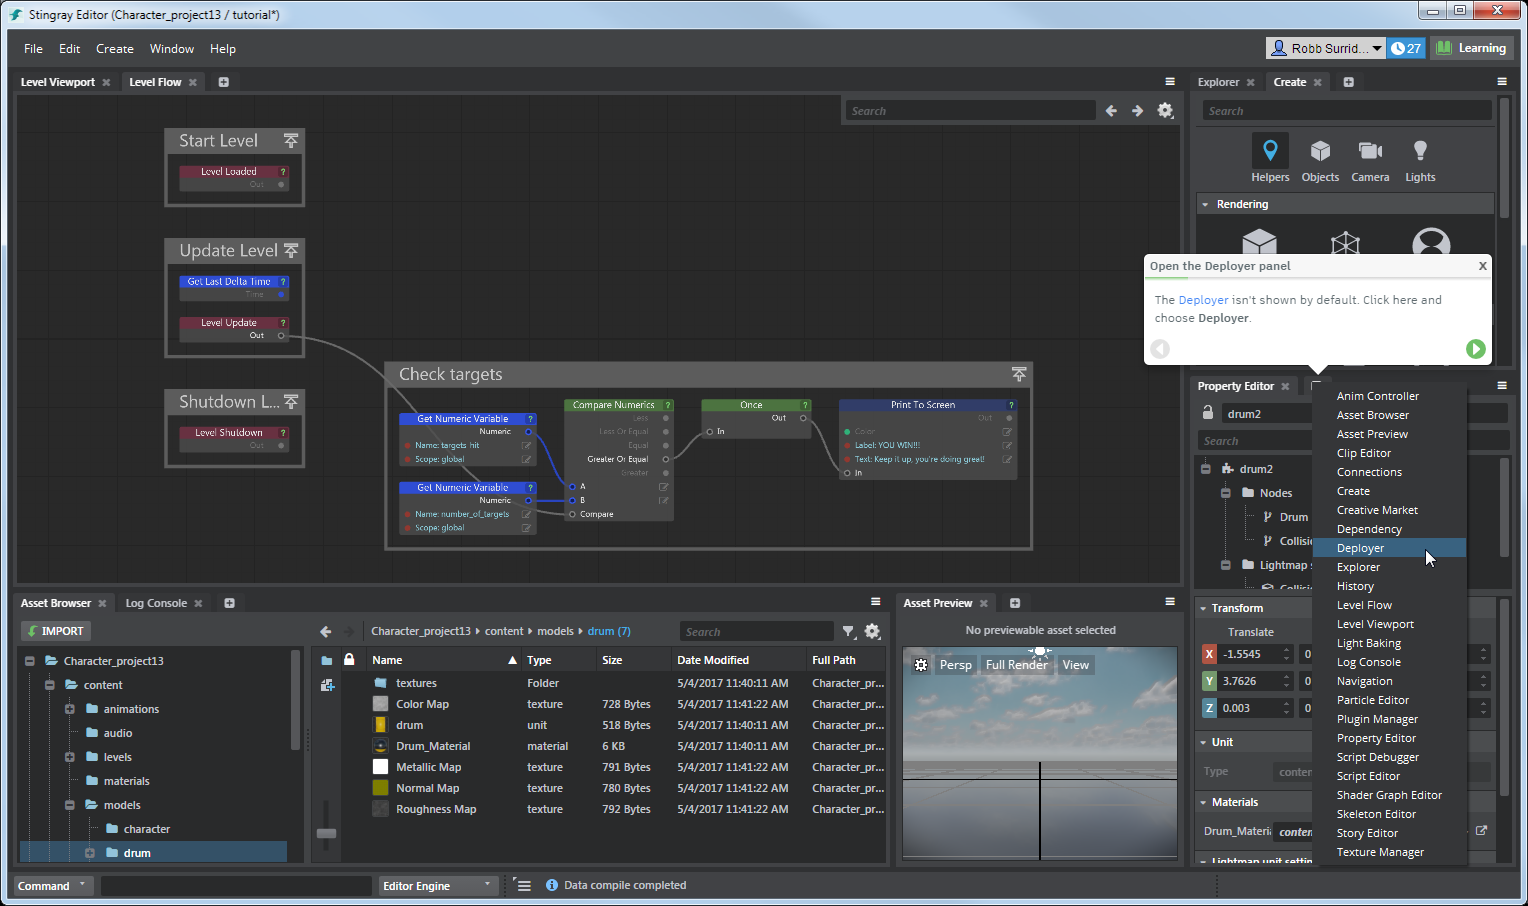 Stingray Editor (Character_project13 / tutorial*)
File Edit Create Window Help
Robb Surrid... 27 Learning
Level Viewport Level Flow
Search
Start Level
Level Loaded ?
Out
Update Level
Get Last Delta Time ?
Time
Level Update ?
Out
Shutdown L...
Level Shutdown ?
Out
Check targets
Get Numeric Variable ?
Numeric
Name: targets hit
Scope: global
Get Numeric Variable ?
Numeric
Name: number_of_targets
Scope: global
Compare Numerics ?
Less
Less Or Equal
Equal
Greater Or Equal
Greater
A
B
Compare
Once ?
Out
In
Print To Screen ?
Out
Color
Label: YOU WIN!!!
Text: Keep it up, you're doing great!
In
Explorer Create
Search
Helpers Objects Camera Lights
Rendering
Open the Deployer panel X
The Deployer isn't shown by default. Click here and
choose Deployer.
Property Editor
drum2
Search
drum2
Nodes
Drum
Collisi
Lightmap s
Collisi
Transform
Translate
X -1.5545 0
Y 3.7626 0
Z 0.003 0
Unit
Type conten
Materials
Drum_Materi conten
Lightmap unit settin
Anim Controller
Asset Browser
Asset Preview
Clip Editor
Connections
Create
Creative Market
Dependency
Deployer
Explorer
History
Level Flow
Level Viewport
Light Baking
Log Console
Navigation
Particle Editor
Plugin Manager
Property Editor
Script Debugger
Script Editor
Shader Graph Editor
Skeleton Editor
Story Editor
Texture Manager
Asset Browser Log Console
IMPORT
Character_project13
content
animations
audio
levels
materials
models
character
drum
Character_project13 content models drum (7)
Search
Name Type Size Date Modified Full Path
textures Folder 5/4/2017 11:40:11 AM Character_pr...
Color Map texture 728 Bytes 5/4/2017 11:41:22 AM Character_pr...
drum unit 518 Bytes 5/4/2017 11:40:11 AM Character_pr...
Drum_Material material 6 KB 5/4/2017 11:40:11 AM Character_pr...
Metallic Map texture 791 Bytes 5/4/2017 11:41:22 AM Character_pr...
Normal Map texture 780 Bytes 5/4/2017 11:41:22 AM Character_pr...
Roughness Map texture 792 Bytes 5/4/2017 11:41:22 AM Character_pr...
Asset Preview
No previewable asset selected
Persp Full Render View
Command
Editor Engine
Data compile completed